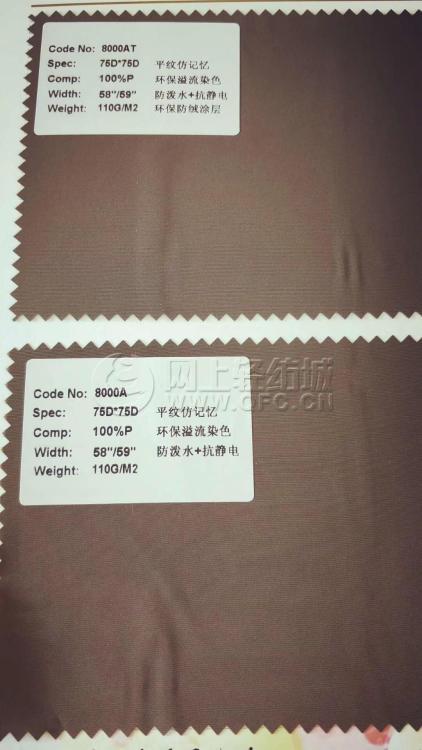 Code No: 8000AT
Spec: 75D*75D 平纹仿记忆
Comp: 100%P 环保溢流染色
Width: 58"/59" 防泼水+抗静电
Weight: 110G/M2 环保防绒涂层
网上轻纺城
WWW.QFC.CN
Code No: 8000A
Spec: 75D*75D 平纹仿记忆
Comp: 100%P 环保溢流染色
Width: 58"/59" 防泼水+抗静电
Weight: 110G/M2